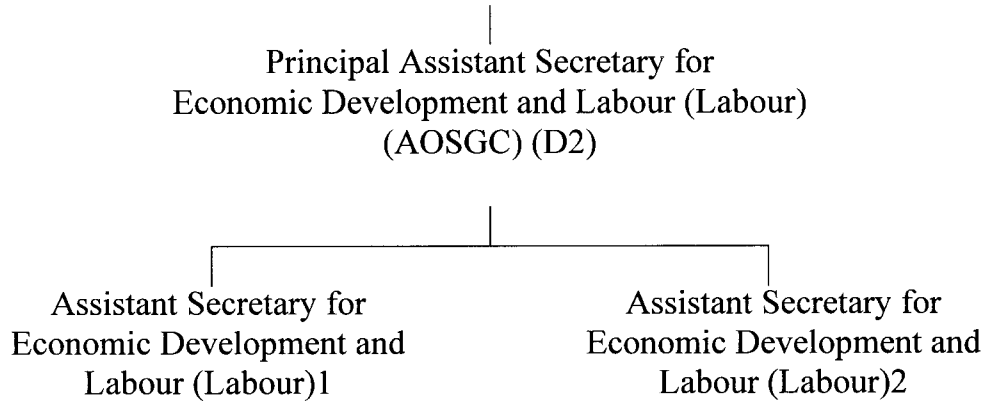 Principal Assistant Secretary for
Economic Development and Labour (Labour)
(AOSGC) (D2)
Assistant Secretary for
Economic Development and
Labour (Labour)1
Assistant Secretary for
Economic Development and
Labour (Labour)2